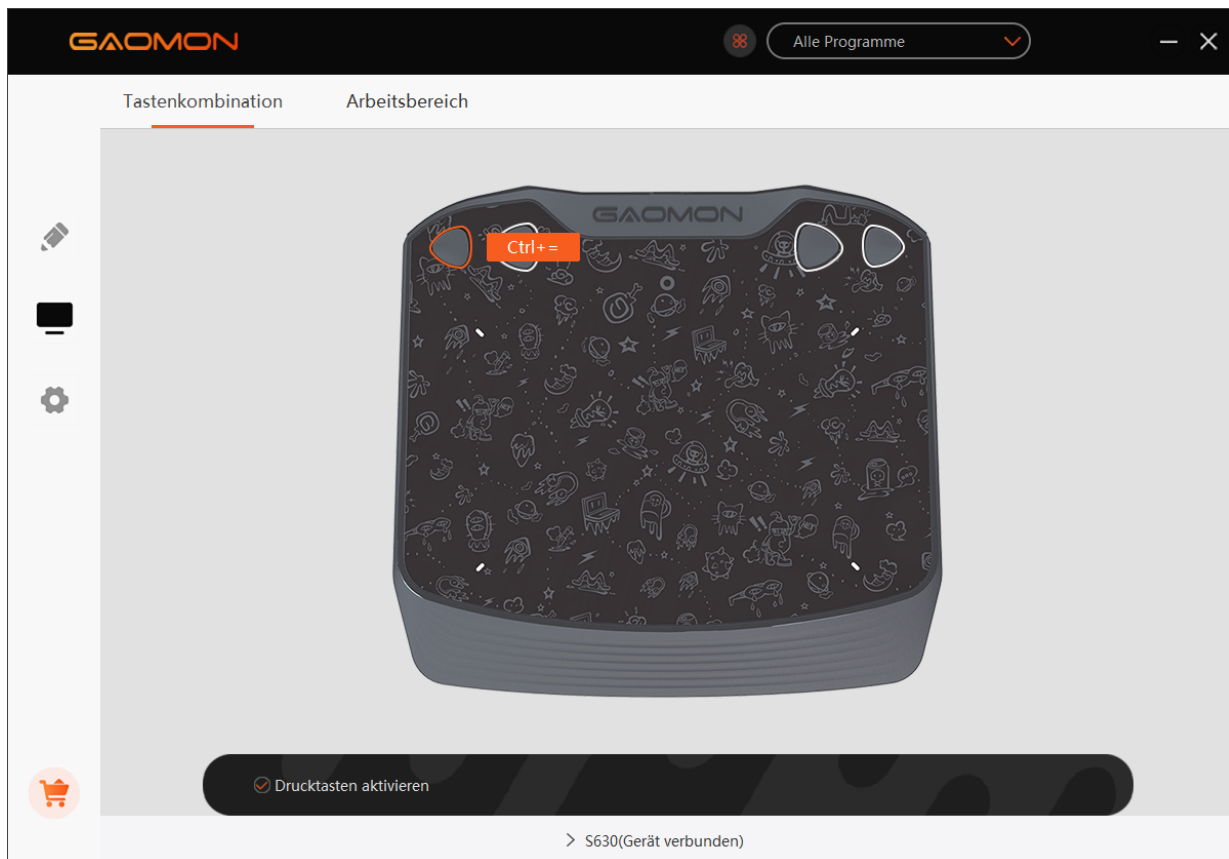 GAOMON
Alle Programme
Tastenkombination Arbeitsbereich
GAOMON
Ctrl+=
Drucktasten aktivieren
S630(Gerät verbunden)